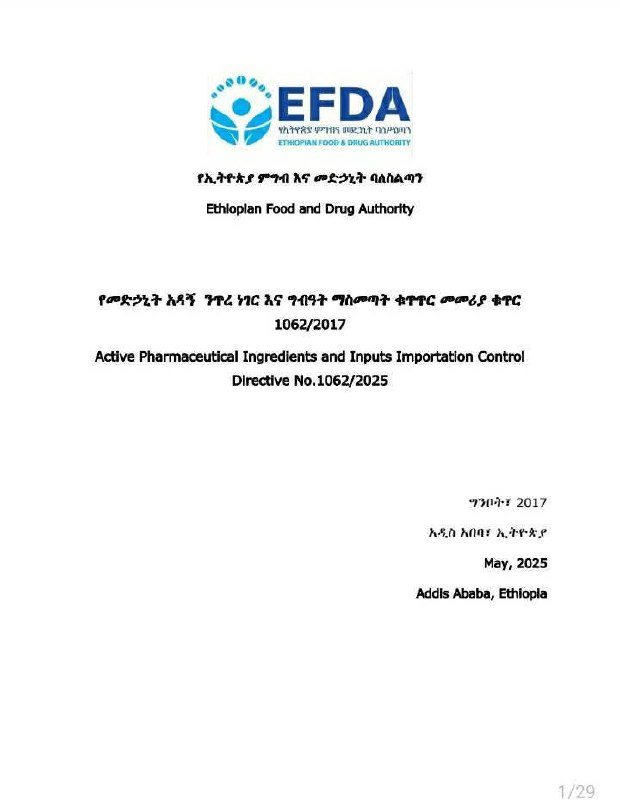 EFDA
የኢትዮጵያ ምግብና መድኃኒት ባለሥልጣን
ETHIOPIAN FOOD & DRUG AUTHORITY
የኢትዮጵያ ምግብ እና መድኃኒት ባለስልጣን
Ethiopian Food and Drug Authority
የመድኃኒት አዳኝ ንጥረ ነገር እና ግብዓት ማስመጣት ቁጥጥር መመሪያ ቁጥር
1062/2017
Active Pharmaceutical Ingredients and Inputs Importation Control
Directive No.1062/2025
ግንቦት፣ 2017
አዲስ አበባ፣ ኢትዮጵያ
May, 2025
Addis Ababa, Ethiopia
1/29